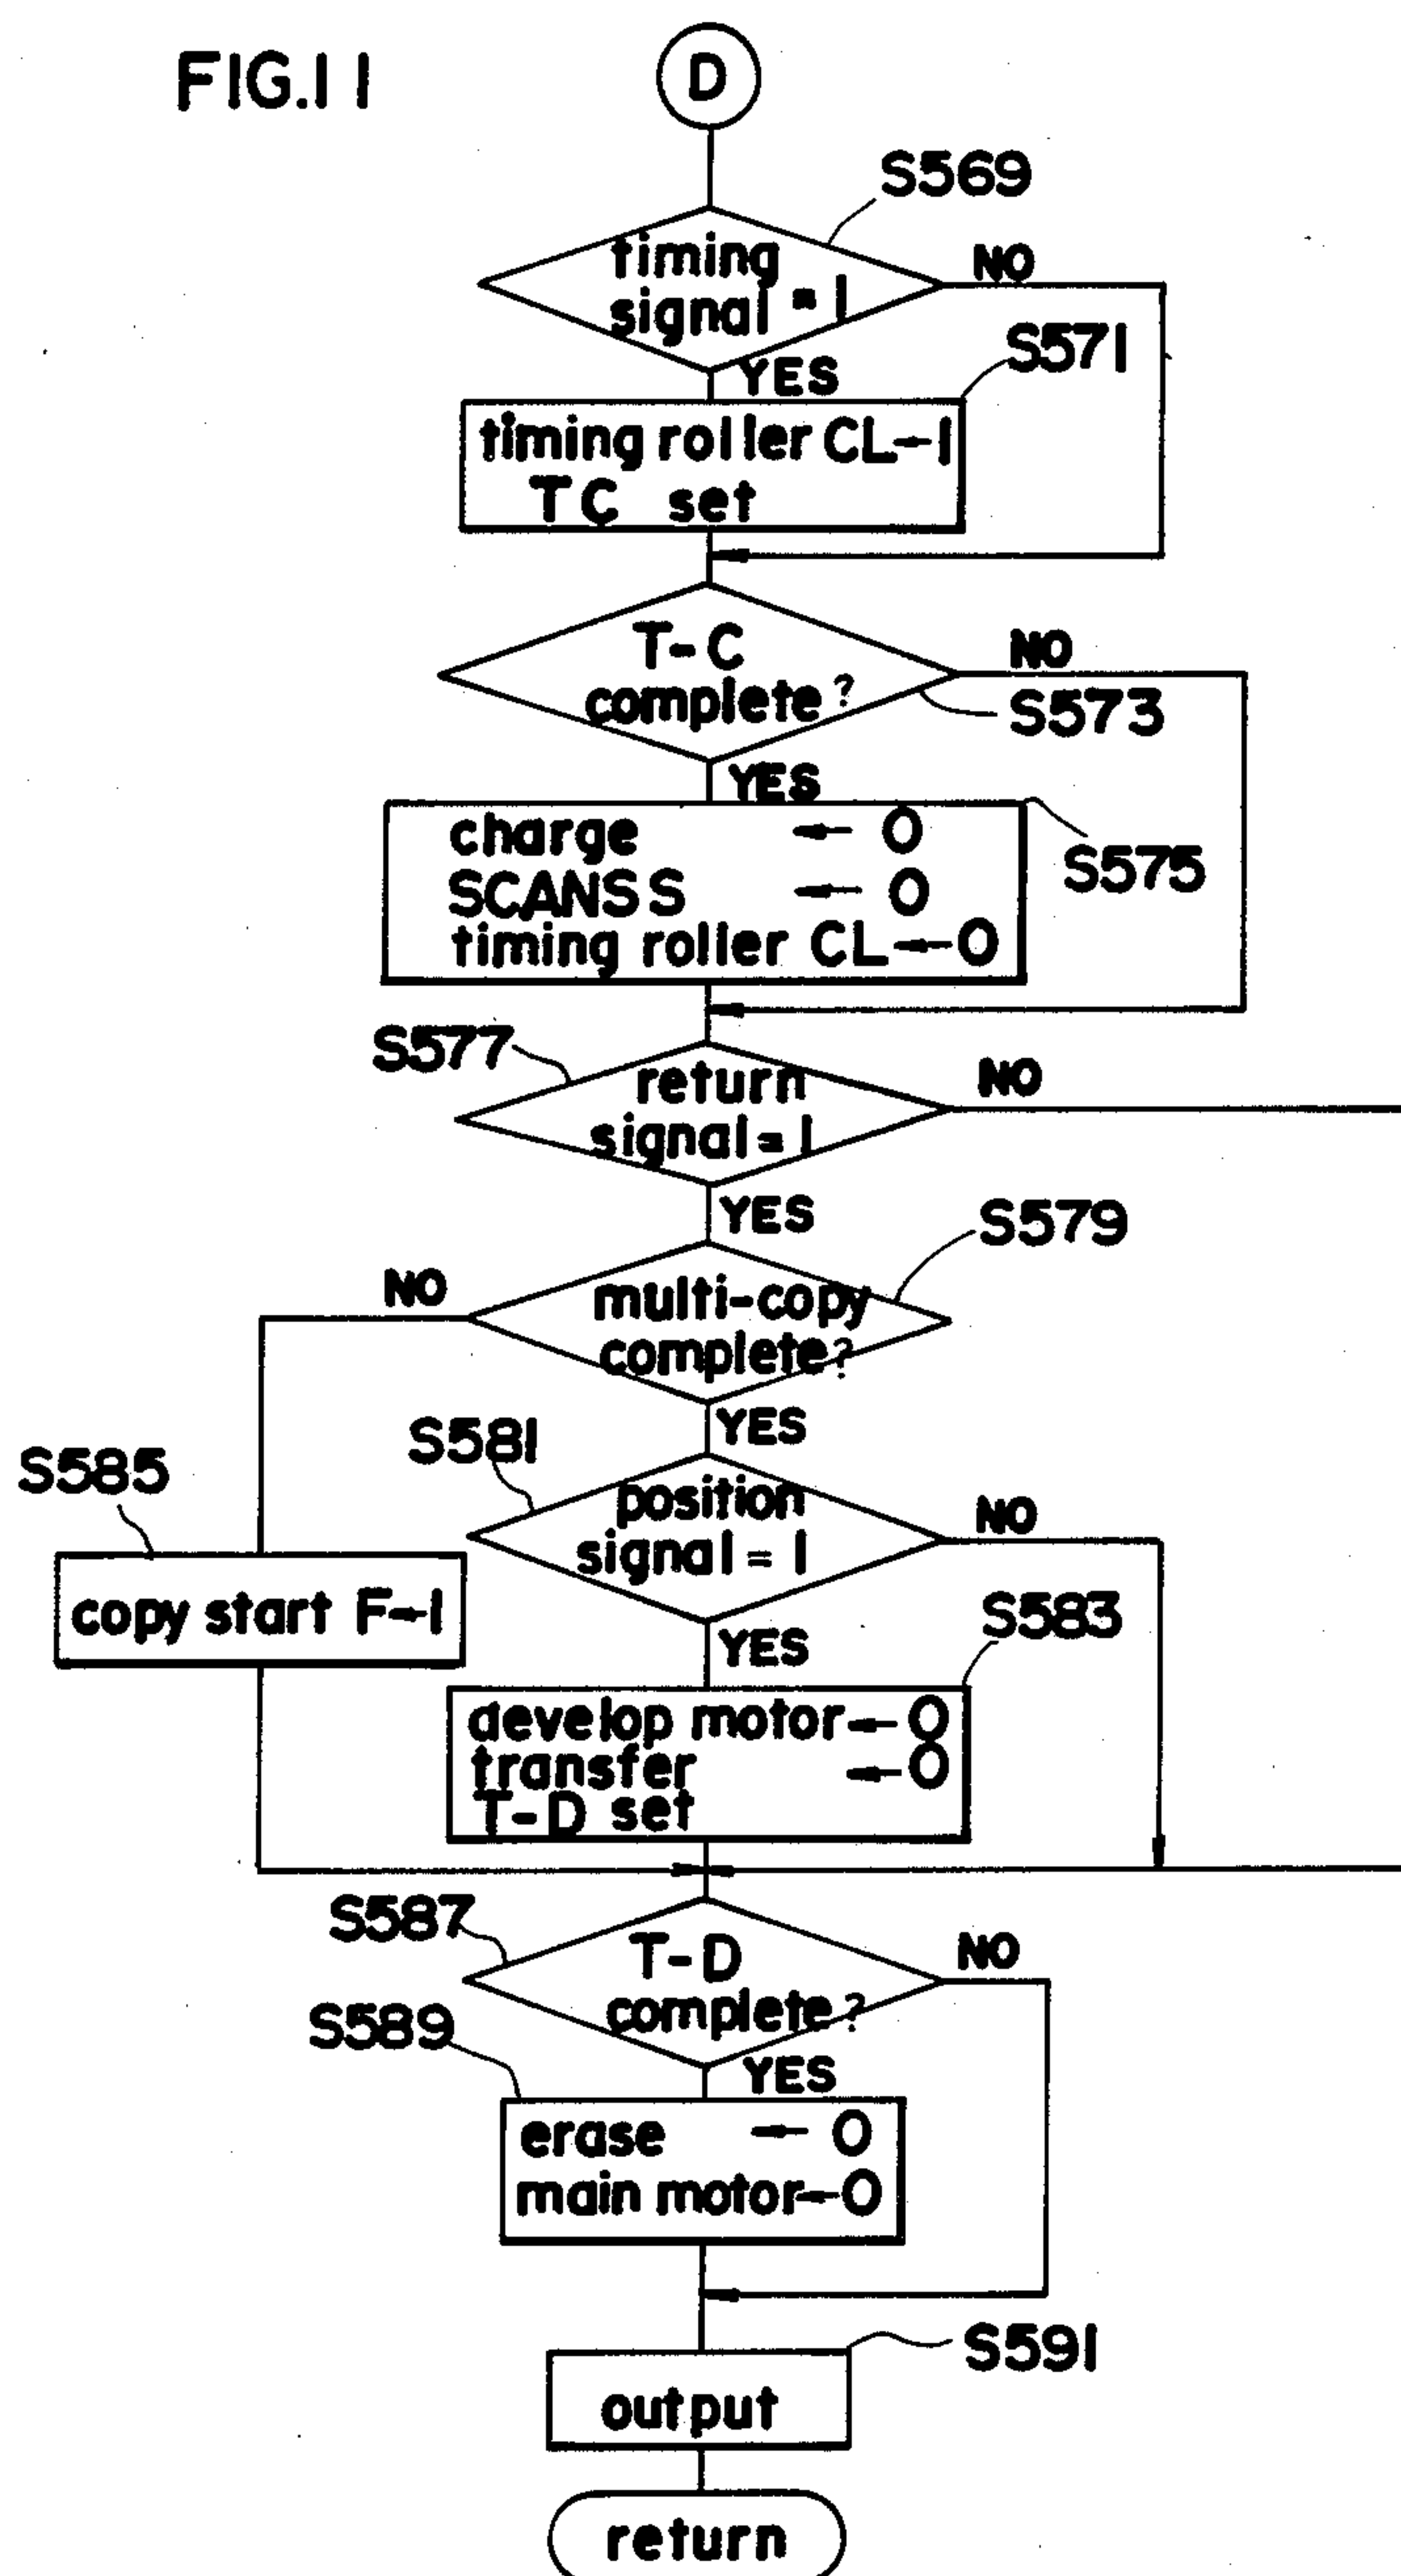 FIG.11
D
S569
timing
signal = 1
NO
YES
S571
timing roller CL←1
TC set
T-C
complete?
NO
S573
YES
charge ← 0
SCANSS ← 0
timing roller CL←0
S575
S577
return
signal = 1
NO
YES
S579
multi-copy
complete?
NO
YES
S581
position
signal = 1
NO
S585
copy start F←1
YES
S583
develop motor←0
transfer ←0
T-D set
S587
T-D
complete?
NO
S589
YES
erase ← 0
main motor←0
S591
output
return